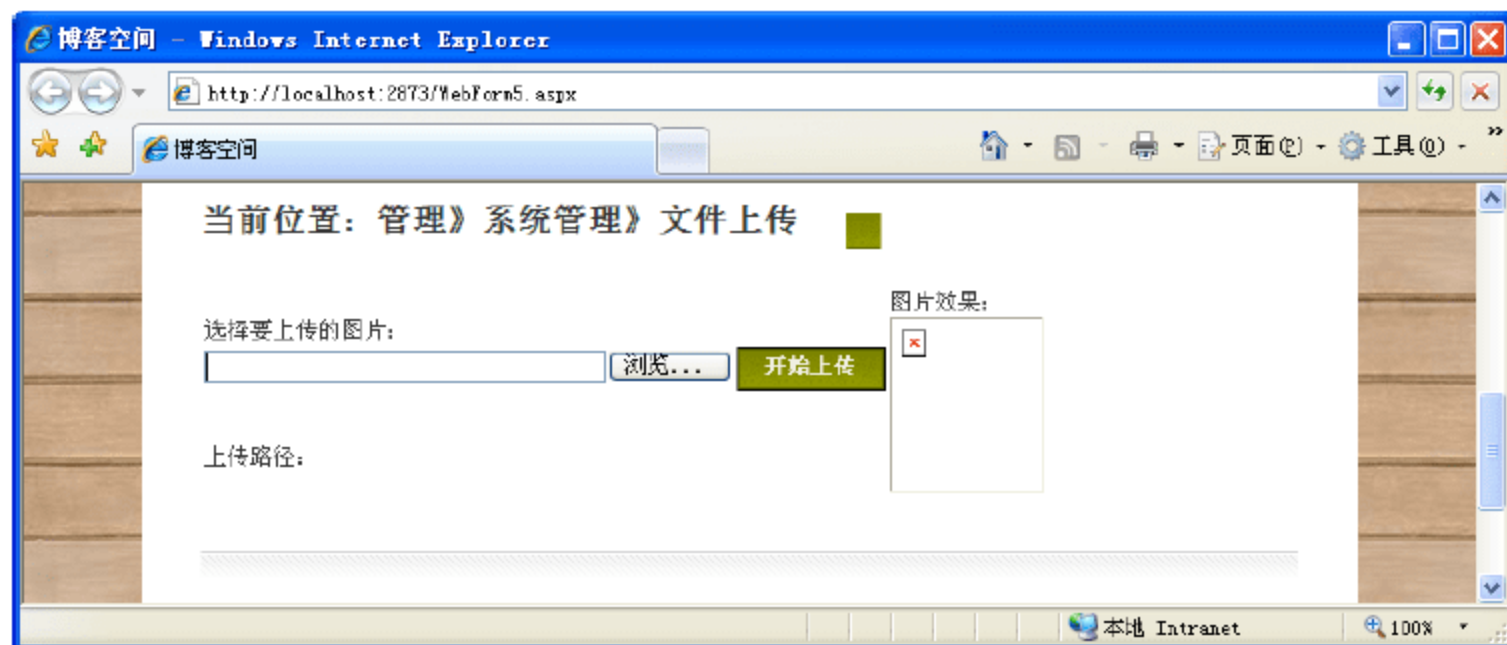 博客空间 - Windows Internet Explorer
http://localhost:2873/WebForm5.aspx
博客空间
页面(P)
工具(O)
»
当前位置：管理》系统管理》文件上传
图片效果：
选择要上传的图片：
浏览...
开始上传
上传路径：
本地 Intranet
100%